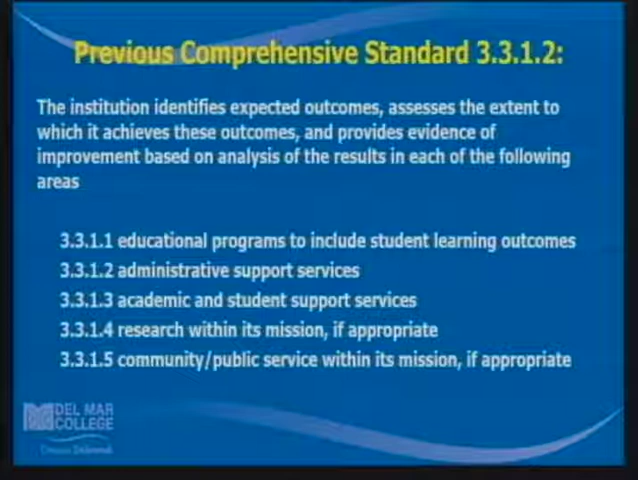 Previous Comprehensive Standard 3.3.1.2:
The institution identifies expected outcomes, assesses the extent to
which it achieves these outcomes, and provides evidence of
improvement based on analysis of the results in each of the following
areas
3.3.1.1 educational programs to include student learning outcomes
3.3.1.2 administrative support services
3.3.1.3 academic and student support services
3.3.1.4 research within its mission, if appropriate
3.3.1.5 community/public service within its mission, if appropriate
DEL MAR
COLLEGE